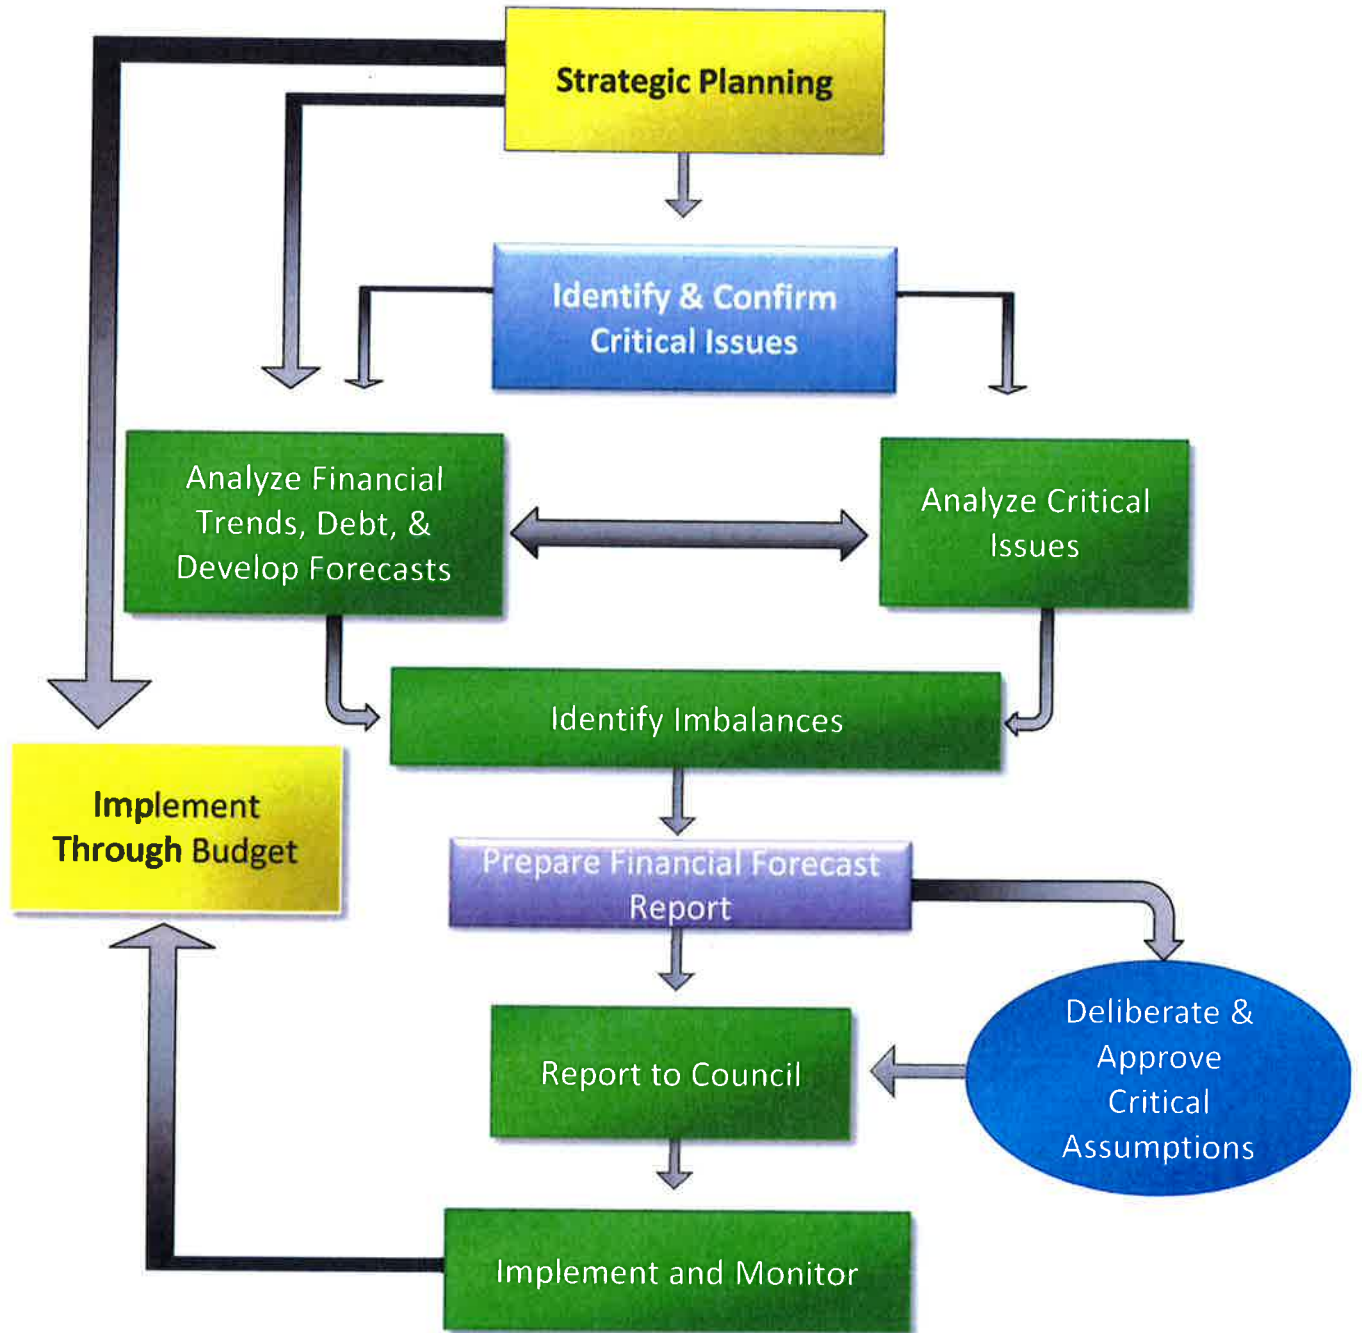 Strategic Planning
Identify & Confirm
Critical Issues
Analyze Financial
Trends, Debt, &
Develop Forecasts
Analyze Critical
Issues
Identify Imbalances
Implement
Through Budget
Prepare Financial Forecast
Report
Report to Council
Deliberate &
Approve
Critical
Assumptions
Implement and Monitor